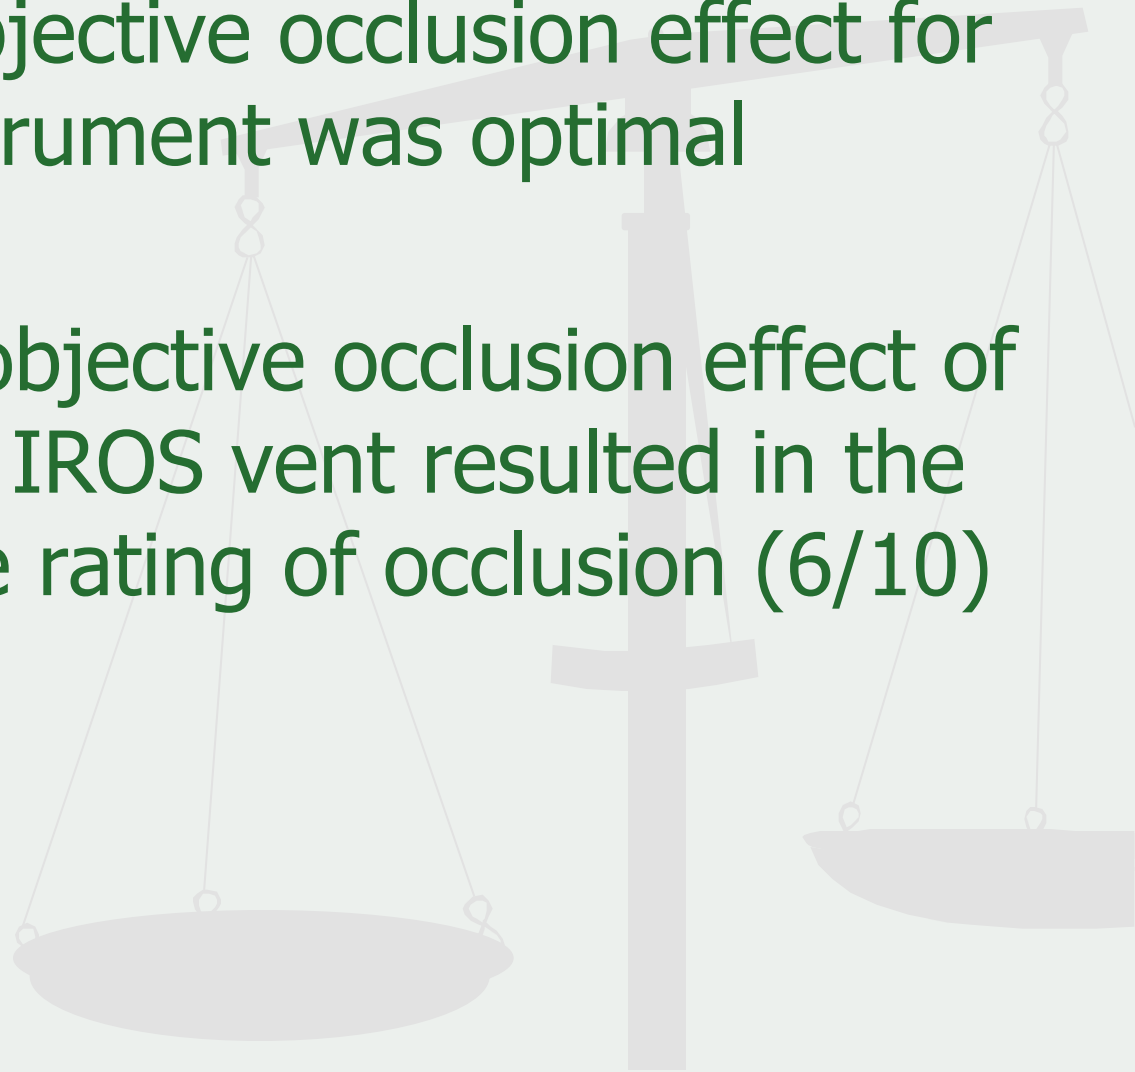 bjective occlusion effect for
rument was optimal
objective occlusion effect of
IROS vent resulted in the
e rating of occlusion (6/10)